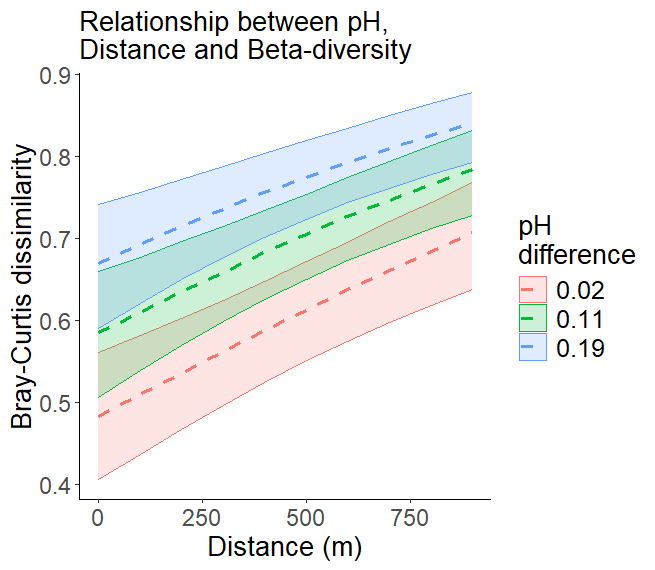 Relationship between pH,
Distance and Beta-diversity
0.9
0.8
0.7
0.6
0.5
0.4
Bray-Curtis dissimilarity
0
250
500
750
Distance (m)
pH
difference
0.02
0.11
0.19